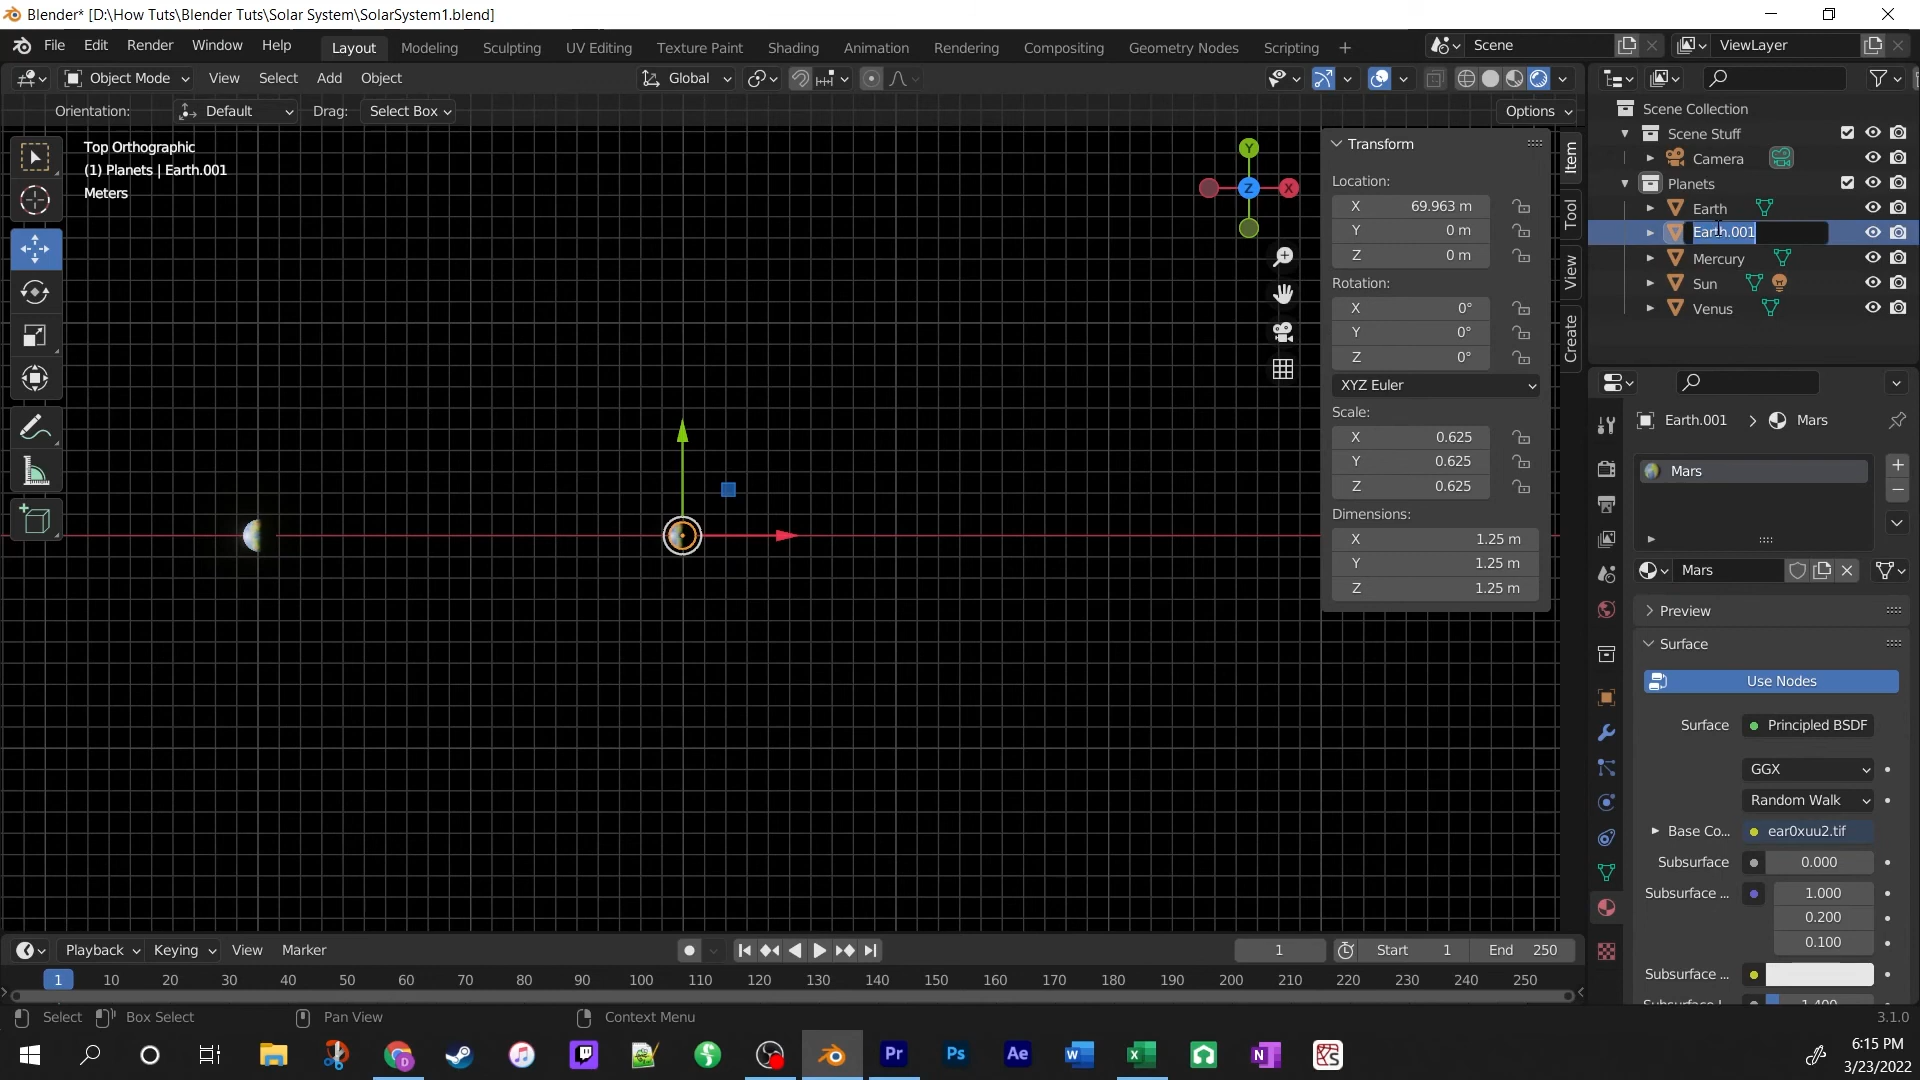 Blender* [D:\How Tuts\Blender Tuts\Solar System\SolarSystem1.blend]
File Edit Render Window Help Layout Modeling Sculpting UV Editing Texture Paint Shading Animation Rendering Compositing Geometry Nodes Scripting + Scene ViewLayer
Object Mode View Select Add Object Global
Orientation: Default Drag: Select Box Options
Scene Collection
Scene Stuff
Camera
Planets
Earth
Earth.001
Mercury
Sun
Venus
Top Orthographic
(1) Planets | Earth.001
Meters
Y
Z X
Transform
Location:
X 69.963 m
Y 0 m
Z 0 m
Rotation:
X 0°
Y 0°
Z 0°
XYZ Euler
Scale:
X 0.625
Y 0.625
Z 0.625
Dimensions:
X 1.25 m
Y 1.25 m
Z 1.25 m
Item
Tool
View
Create
Earth.001 > Mars
Mars
Mars
Preview
Surface
Use Nodes
Surface Principled BSDF
GGX
Random Walk
Base Co... ear0xuu2.tif
Subsurface 0.000
Subsurface ... 1.000
0.200
0.100
Subsurface ...
Playback Keying View Marker 1 Start 1 End 250
1 10 20 30 40 50 60 70 80 90 100 110 120 130 140 150 160 170 180 190 200 210 220 230 240 250
Select Box Select Pan View Context Menu 3.1.0
D Pr Ps Ae W X N
6:15 PM
3/23/2022